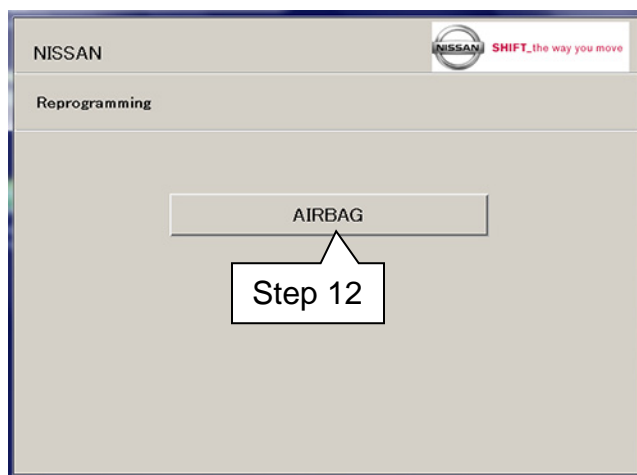 NISSAN
NISSAN SHIFT_the way you move
Reprogramming
AIRBAG
Step 12